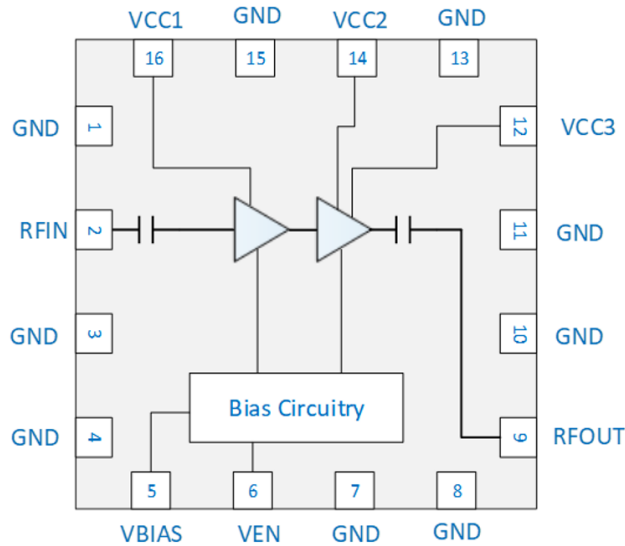 VCC1
GND
VCC2
GND
16
15
14
13
GND
1
12
VCC3
RFIN
2
11
GND
GND
3
10
GND
Bias Circuitry
GND
4
9
RFOUT
5
6
7
8
VBIAS
VEN
GND
GND